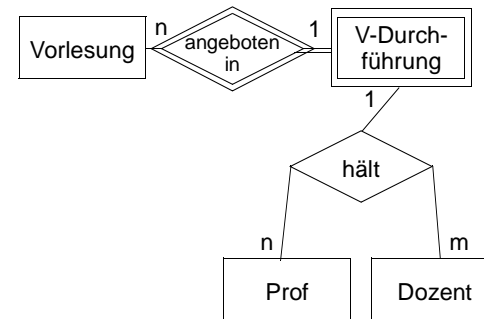 n
1
Vorlesung
angeboten
in
V-Durch-
führung
1
hält
n
m
Prof
Dozent